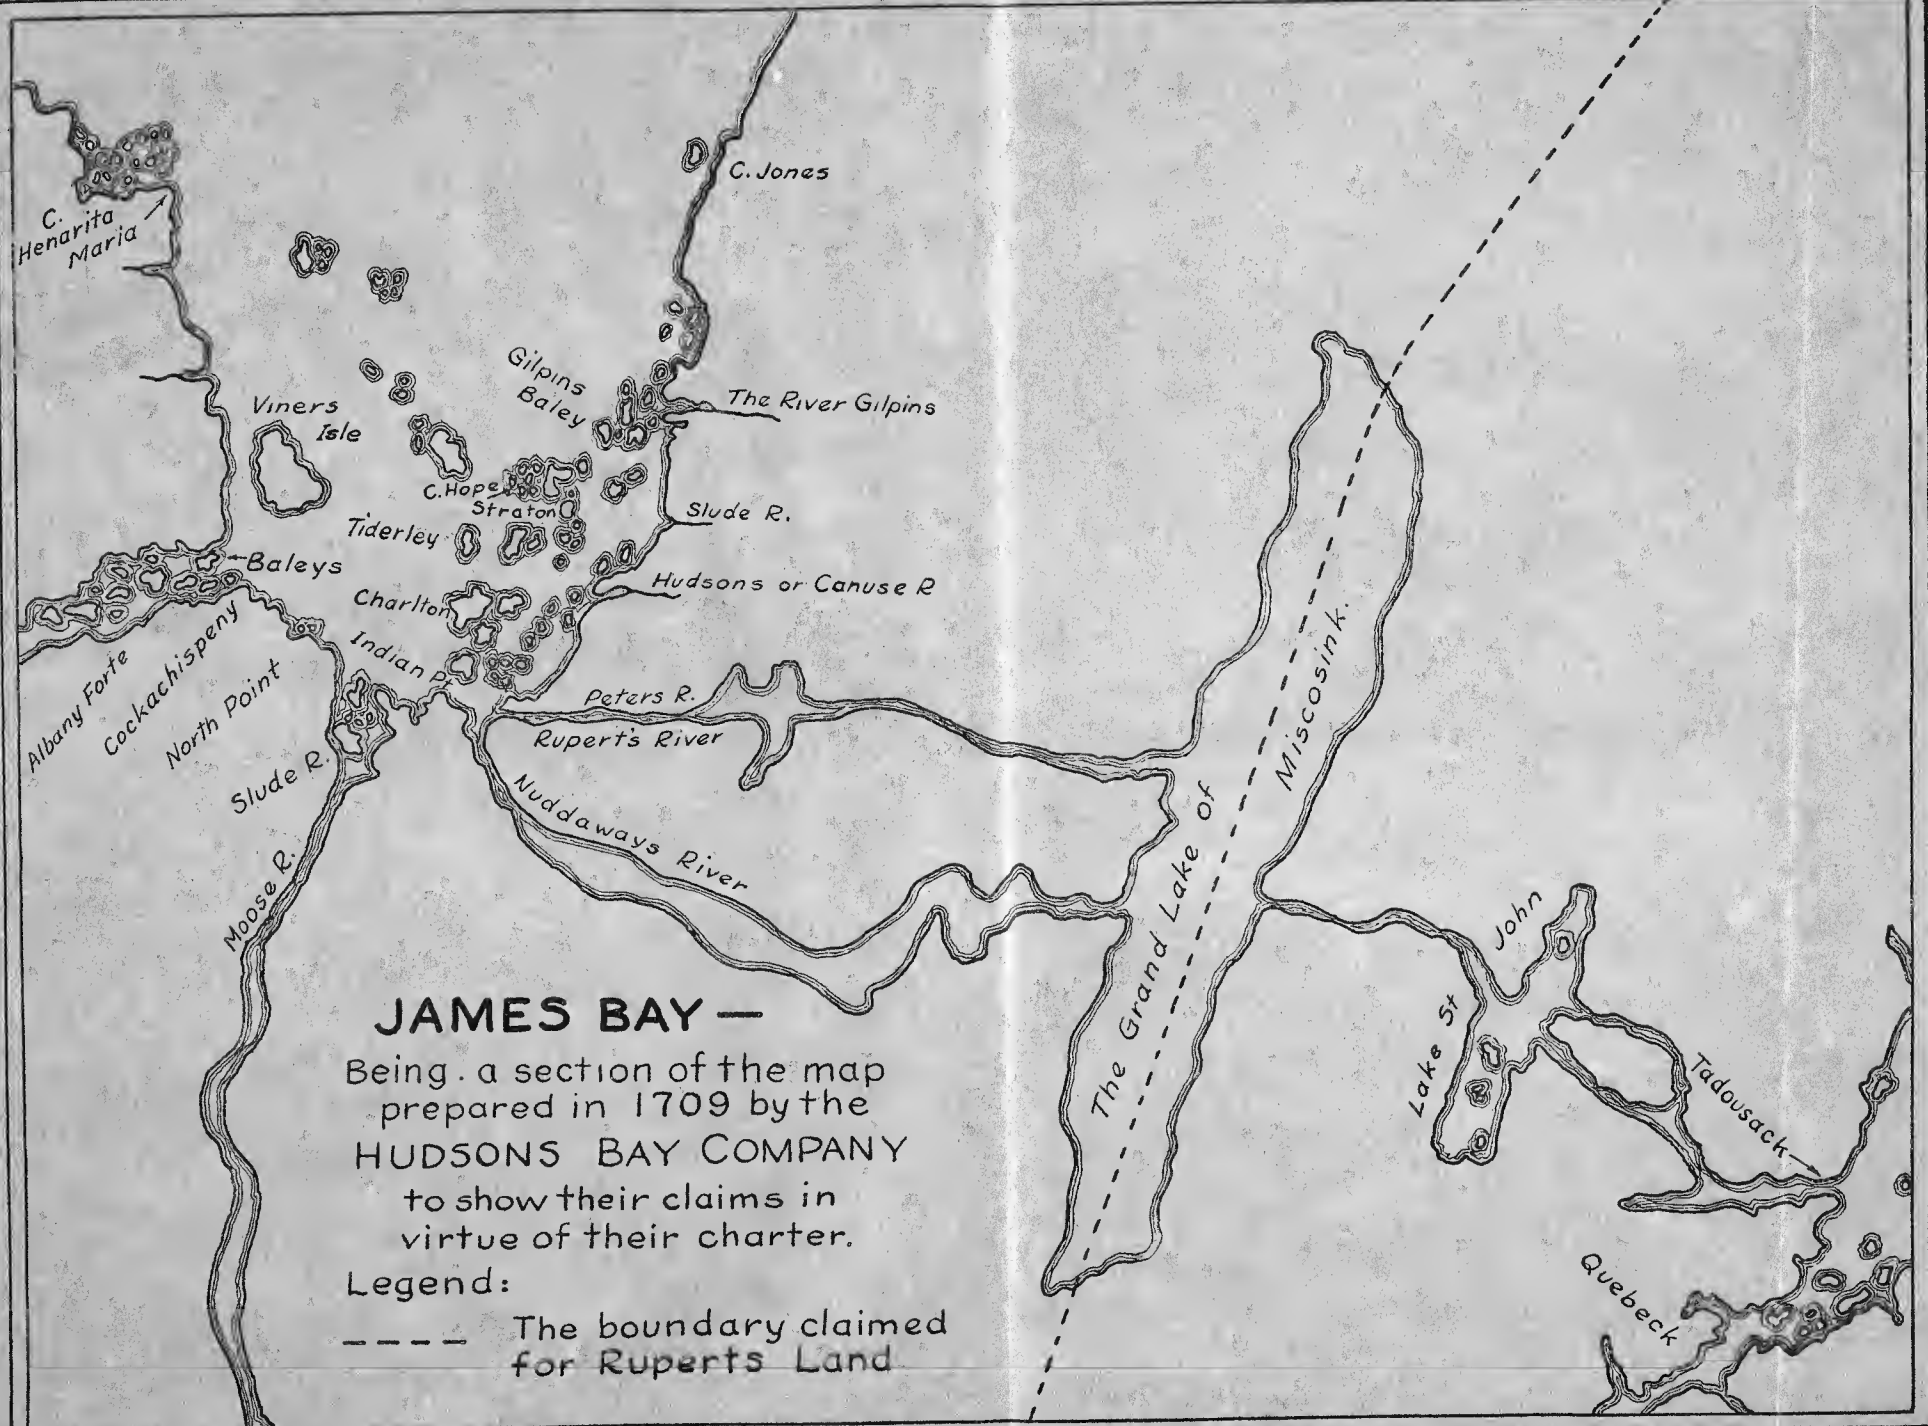 C. Jones
C.
Henarita
Maria
Gilpins
Baley
The River Gilpins
Viners
Isle
C. Hope
Straton
Slude R.
Tiderley
Baleys
Hudsons or Canuse R
Charlton
Indian Pt
Albany Forte
Cockachispeny
North Point
Slude R.
Moose R.
Peters R.
Rupert's River
Nuddaways River
The Grand Lake of
Miscosink.
Lake St
John
Tadousack
Quebeck
JAMES BAY —
Being. a section of the map
prepared in 1709 by the
HUDSONS BAY COMPANY
to show their claims in
virtue of their charter.
Legend:
---- The boundary claimed
for Ruperts Land